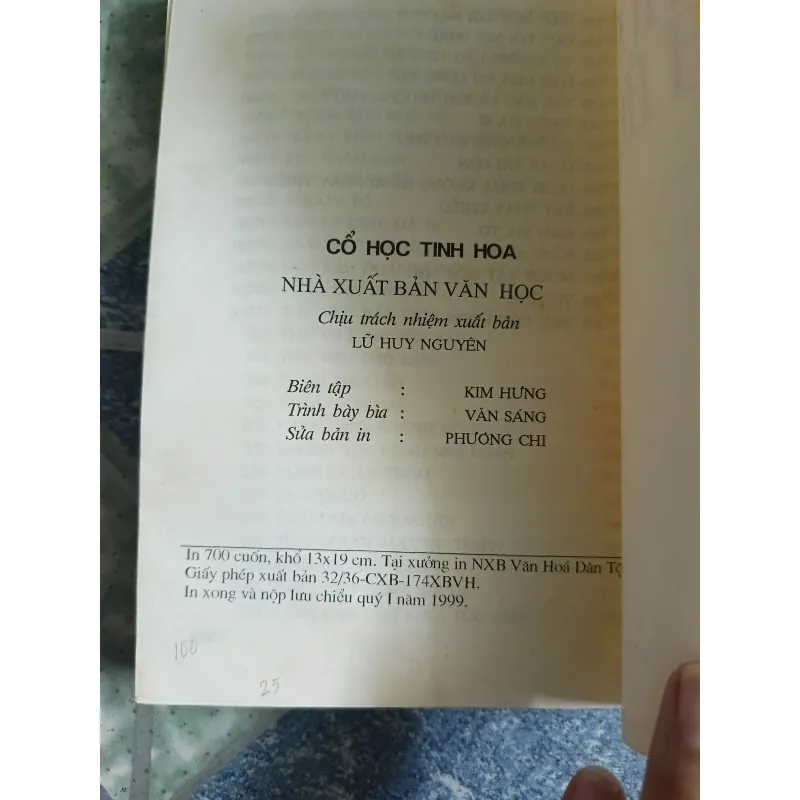 CỔ HỌC TINH HOA
NHÀ XUẤT BẢN VĂN HỌC
Chịu trách nhiệm xuất bản
LỮ HUY NGUYÊN
Biên tập : KIM HƯNG
Trình bày bìa : VĂN SÁNG
Sửa bản in : PHƯƠNG CHI
In 700 cuốn, khổ 13x19 cm. Tại xưởng in NXB Văn Hoá Dân
Giấy phép xuất bản 32/36-CXB-174XBVH.
In xong và nộp lưu chiểu quý I năm 1999.
100
25